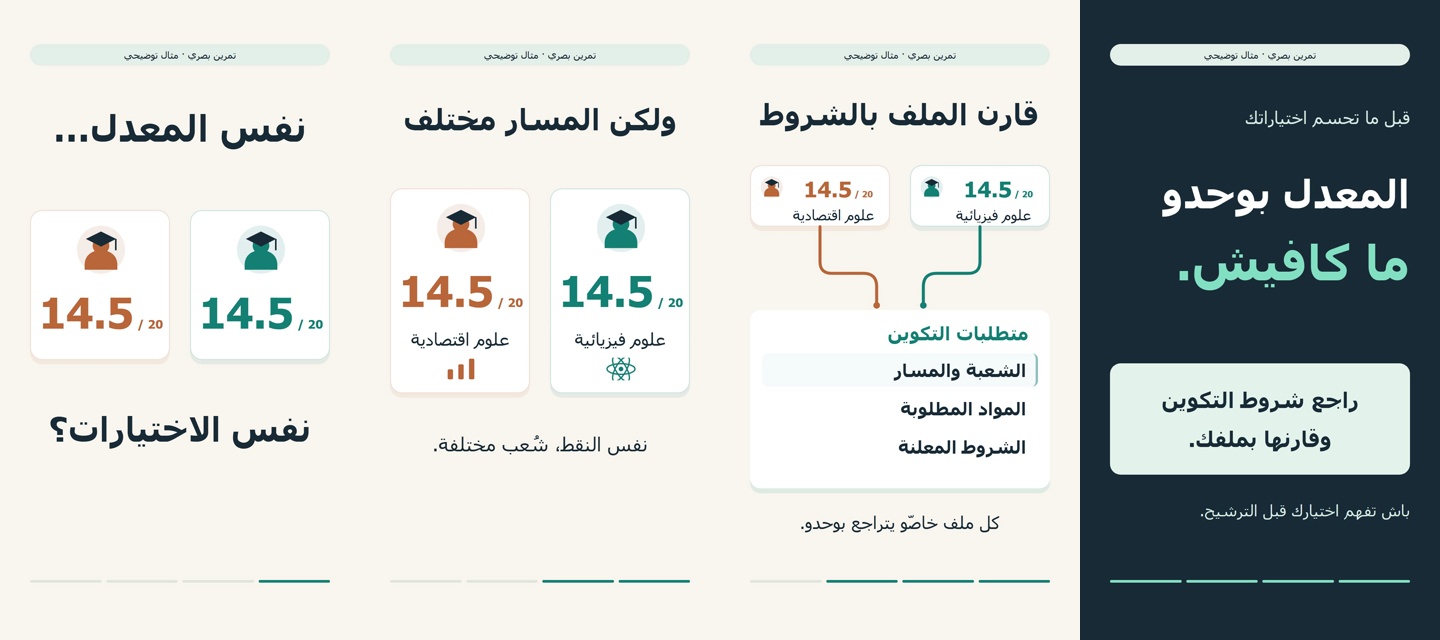 تمرين بصري · مثال توضيحي
نفس المعدل...
14.5 / 20
14.5 / 20
نفس الاختيارات؟
تمرين بصري · مثال توضيحي
ولكن المسار مختلف
14.5 / 20
علوم اقتصادية
14.5 / 20
علوم فيزيائية
نفس النقط، شُعب مختلفة.
تمرين بصري · مثال توضيحي
قارن الملف بالشروط
14.5 / 20
علوم اقتصادية
14.5 / 20
علوم فيزيائية
متطلبات التكوين
الشعبة والمسار
المواد المطلوبة
الشروط المعلنة
كل ملف خاصّو يتراجع بوحدو.
تمرين بصري · مثال توضيحي
قبل ما تحسم اختياراتك
المعدل بوحدو
ما كافيش.
راجع شروط التكوين
وقارنها بملفك.
باش تفهم اختيارك قبل الترشيح.